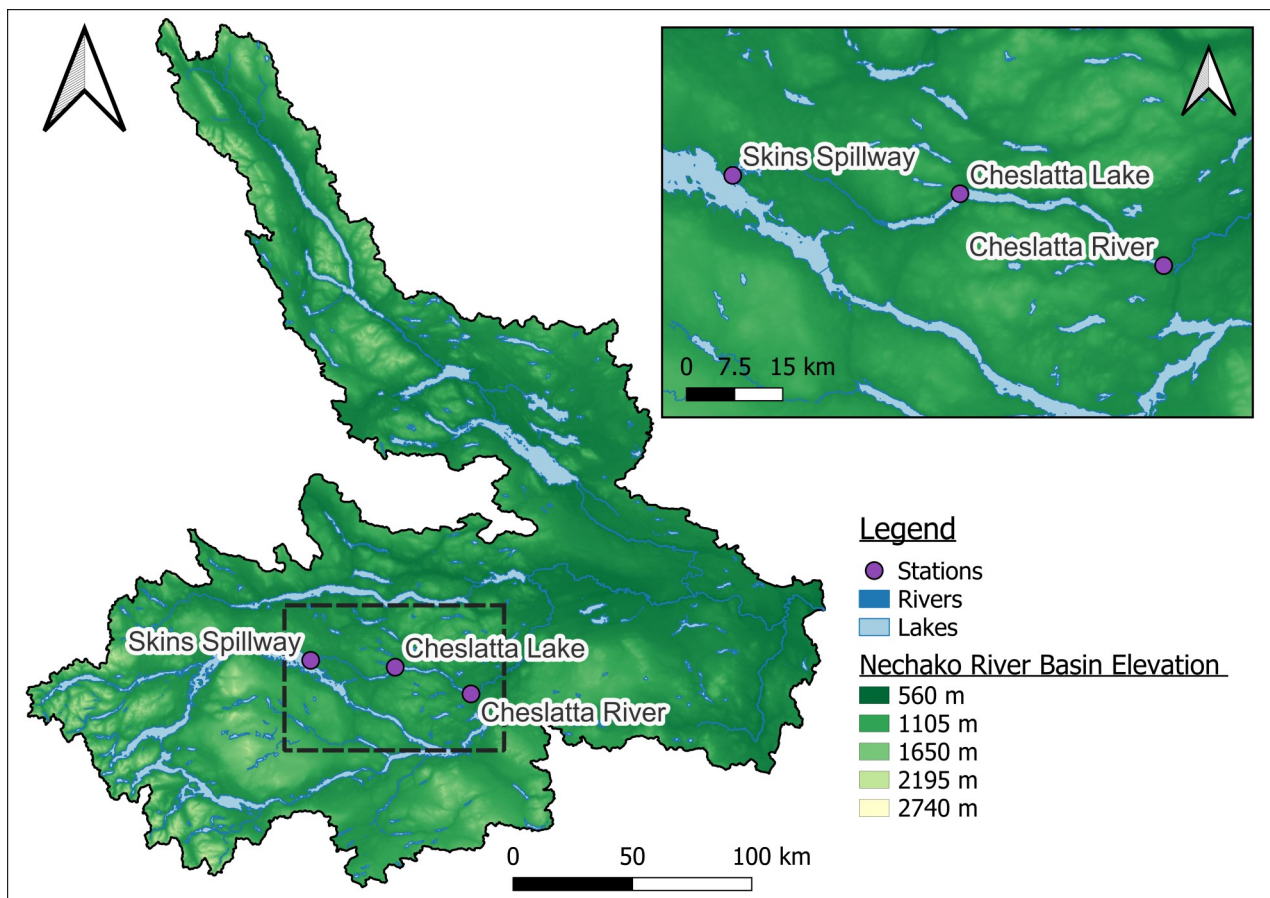 Skins Spillway
Cheslatta Lake
Cheslatta River
0 7.5 15 km
Skins Spillway
Cheslatta Lake
Cheslatta River
Legend
Stations
Rivers
Lakes
Nechako River Basin Elevation
560 m
1105 m
1650 m
2195 m
2740 m
0 50 100 km